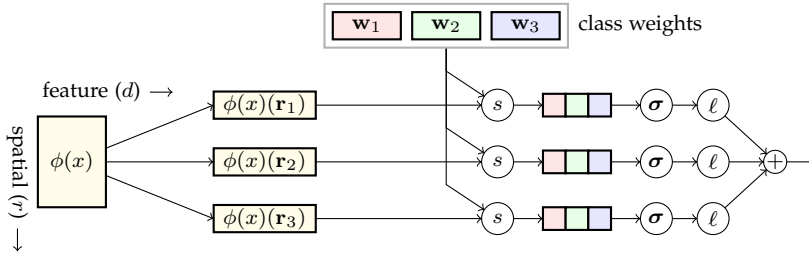 w₁ w₂ w₃ class weights
feature (d) →
spatial (r) →
ϕ(x)
ϕ(x)(r₁) s σ ℓ
ϕ(x)(r₂) s σ ℓ +
ϕ(x)(r₃) s σ ℓ